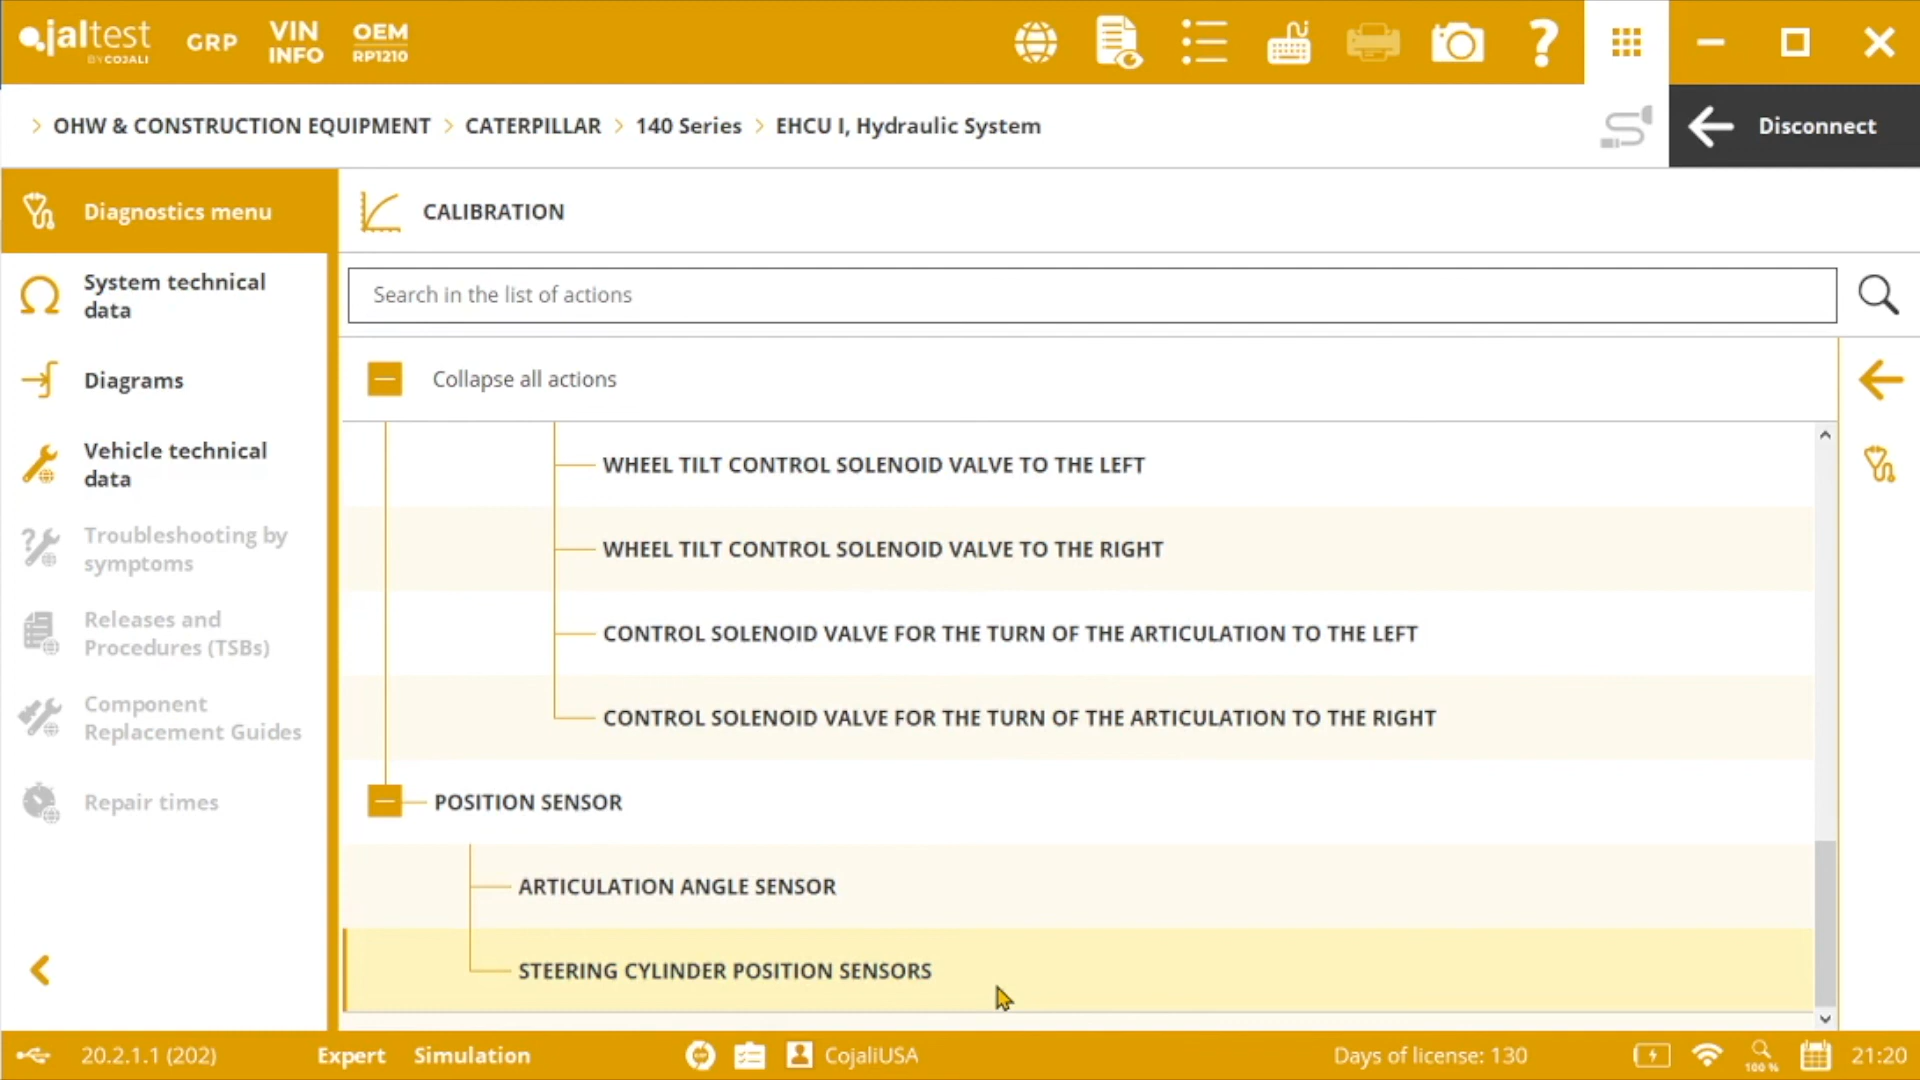 jaltest
BY COJALI
GRP
VIN
INFO
OEM
RP1210
?
> OHW & CONSTRUCTION EQUIPMENT > CATERPILLAR > 140 Series > EHCU I, Hydraulic System
Disconnect
Diagnostics menu
System technical
data
Diagrams
Vehicle technical
data
Troubleshooting by
symptoms
Releases and
Procedures (TSBs)
Component
Replacement Guides
Repair times
CALIBRATION
Search in the list of actions
Collapse all actions
WHEEL TILT CONTROL SOLENOID VALVE TO THE LEFT
WHEEL TILT CONTROL SOLENOID VALVE TO THE RIGHT
CONTROL SOLENOID VALVE FOR THE TURN OF THE ARTICULATION TO THE LEFT
CONTROL SOLENOID VALVE FOR THE TURN OF THE ARTICULATION TO THE RIGHT
POSITION SENSOR
ARTICULATION ANGLE SENSOR
STEERING CYLINDER POSITION SENSORS
20.2.1.1 (202)
Expert
Simulation
CojaliUSA
Days of license: 130
100 %
21:20